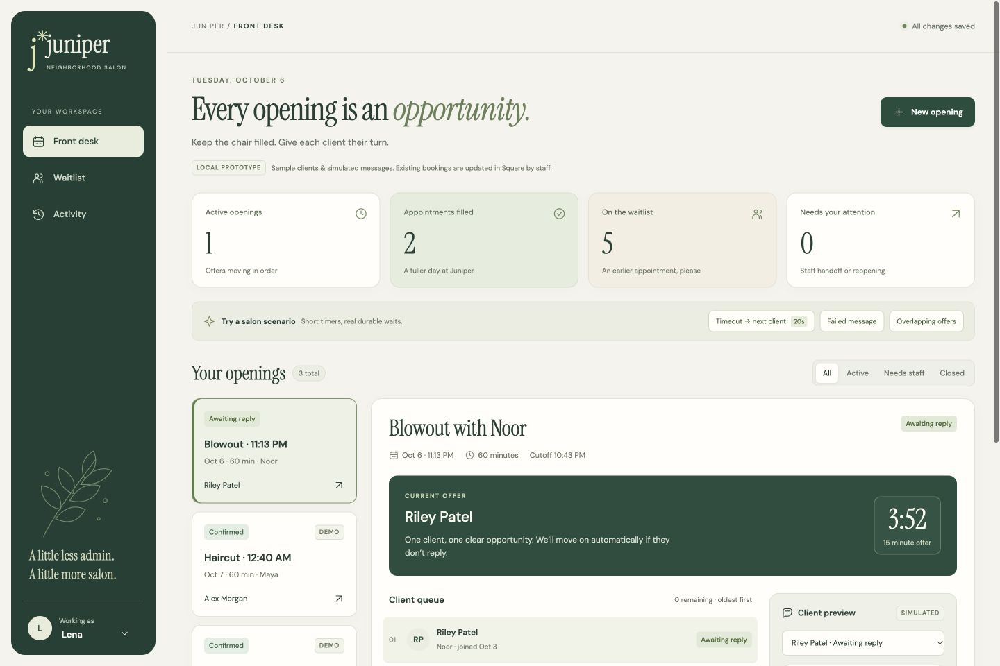 juniper
NEIGHBORHOOD SALON
YOUR WORKSPACE
Front desk
Waitlist
Activity
A little less admin.
A little more salon.
L
Working as
Lena
JUNIPER / FRONT DESK
All changes saved
TUESDAY, OCTOBER 6
Every opening is an opportunity.
Keep the chair filled. Give each client their turn.
New opening
LOCAL PROTOTYPE
Sample clients & simulated messages. Existing bookings are updated in Square by staff.
Active openings
1
Offers moving in order
Appointments filled
2
A fuller day at Juniper
On the waitlist
5
An earlier appointment, please
Needs your attention
0
Staff handoff or reopening
Try a salon scenario
Short timers, real durable waits.
Timeout → next client 20s
Failed message
Overlapping offers
Your openings
3 total
All
Active
Needs staff
Closed
Awaiting reply
Blowout · 11:13 PM
Oct 6 · 60 min · Noor
Riley Patel
Confirmed
DEMO
Haircut · 12:40 AM
Oct 7 · 60 min · Maya
Alex Morgan
Confirmed
DEMO
Blowout with Noor
Awaiting reply
Oct 6 · 11:13 PM
60 minutes
Cutoff 10:43 PM
CURRENT OFFER
Riley Patel
One client, one clear opportunity. We'll move on automatically if they
don't reply.
3:52
15 minute offer
Client queue
0 remaining · oldest first
01
RP
Riley Patel
Noor · joined Oct 3
Awaiting reply
Client preview
SIMULATED
Riley Patel · Awaiting reply